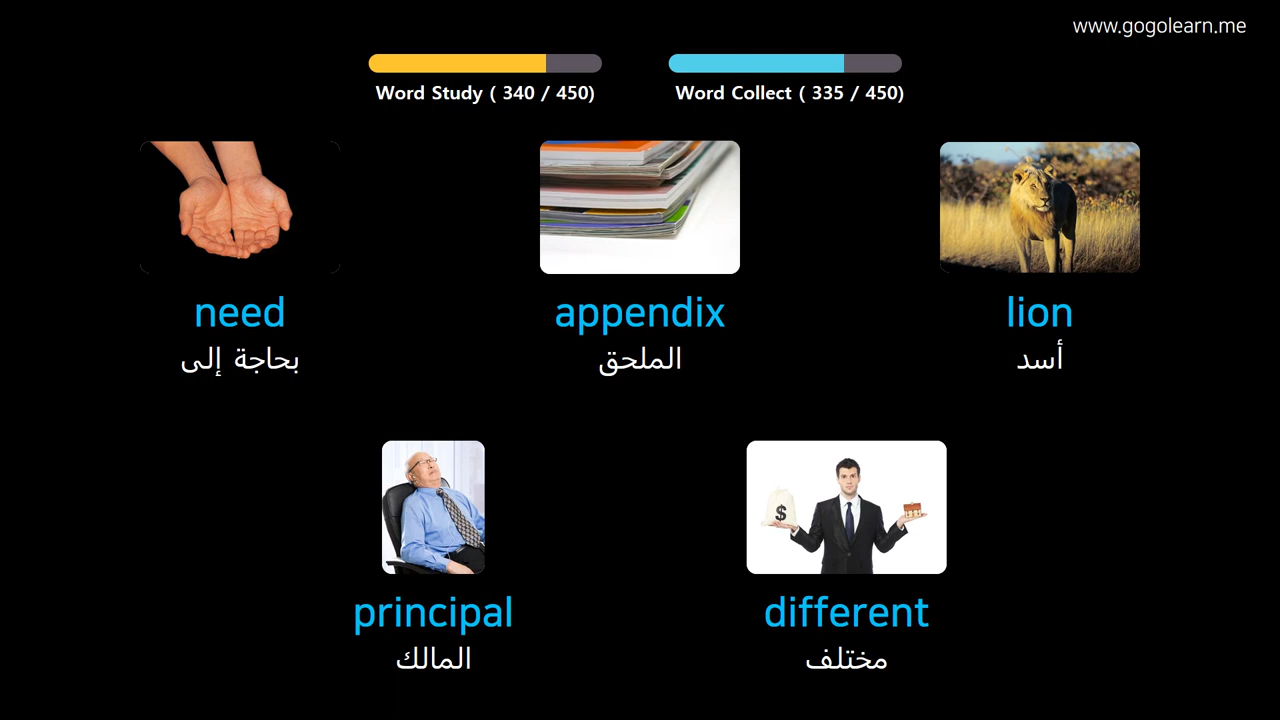 www.gogolearn.me
Word Study ( 340 / 450)
Word Collect ( 335 / 450)
need
بحاجة إلى
appendix
الملحق
lion
أسد
$
principal
المالك
different
مختلف